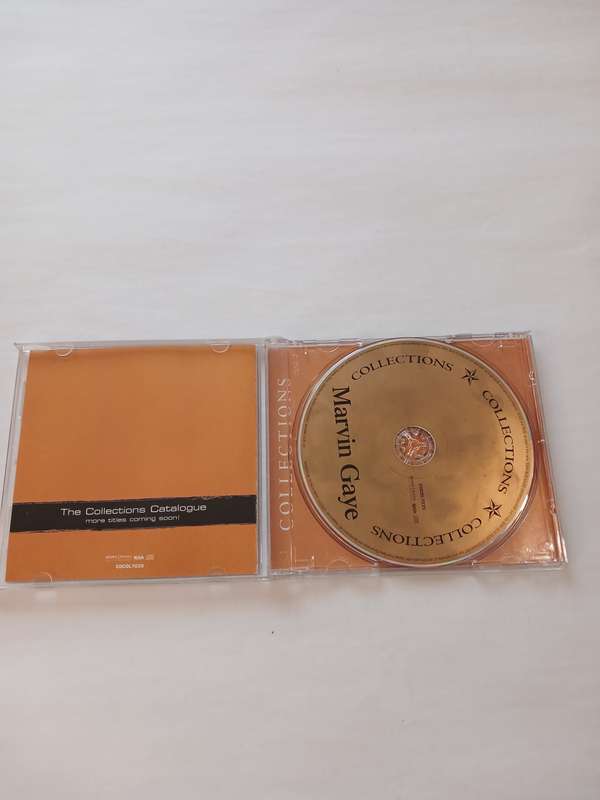 The Collections Catalogue
more titles coming soon!
COLLECTIONS
COLLECTIONS
COLLECTIONS
COLLECTIONS
Marvin Gaye